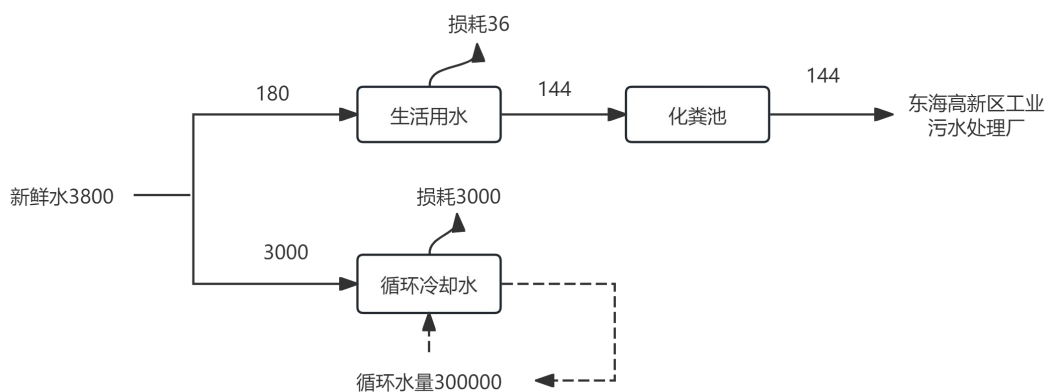 损耗36
180
生活用水
144
化粪池
144
东海高新区工业
污水处理厂
新鲜水3800
损耗3000
3000
循环冷却水
循环水量300000